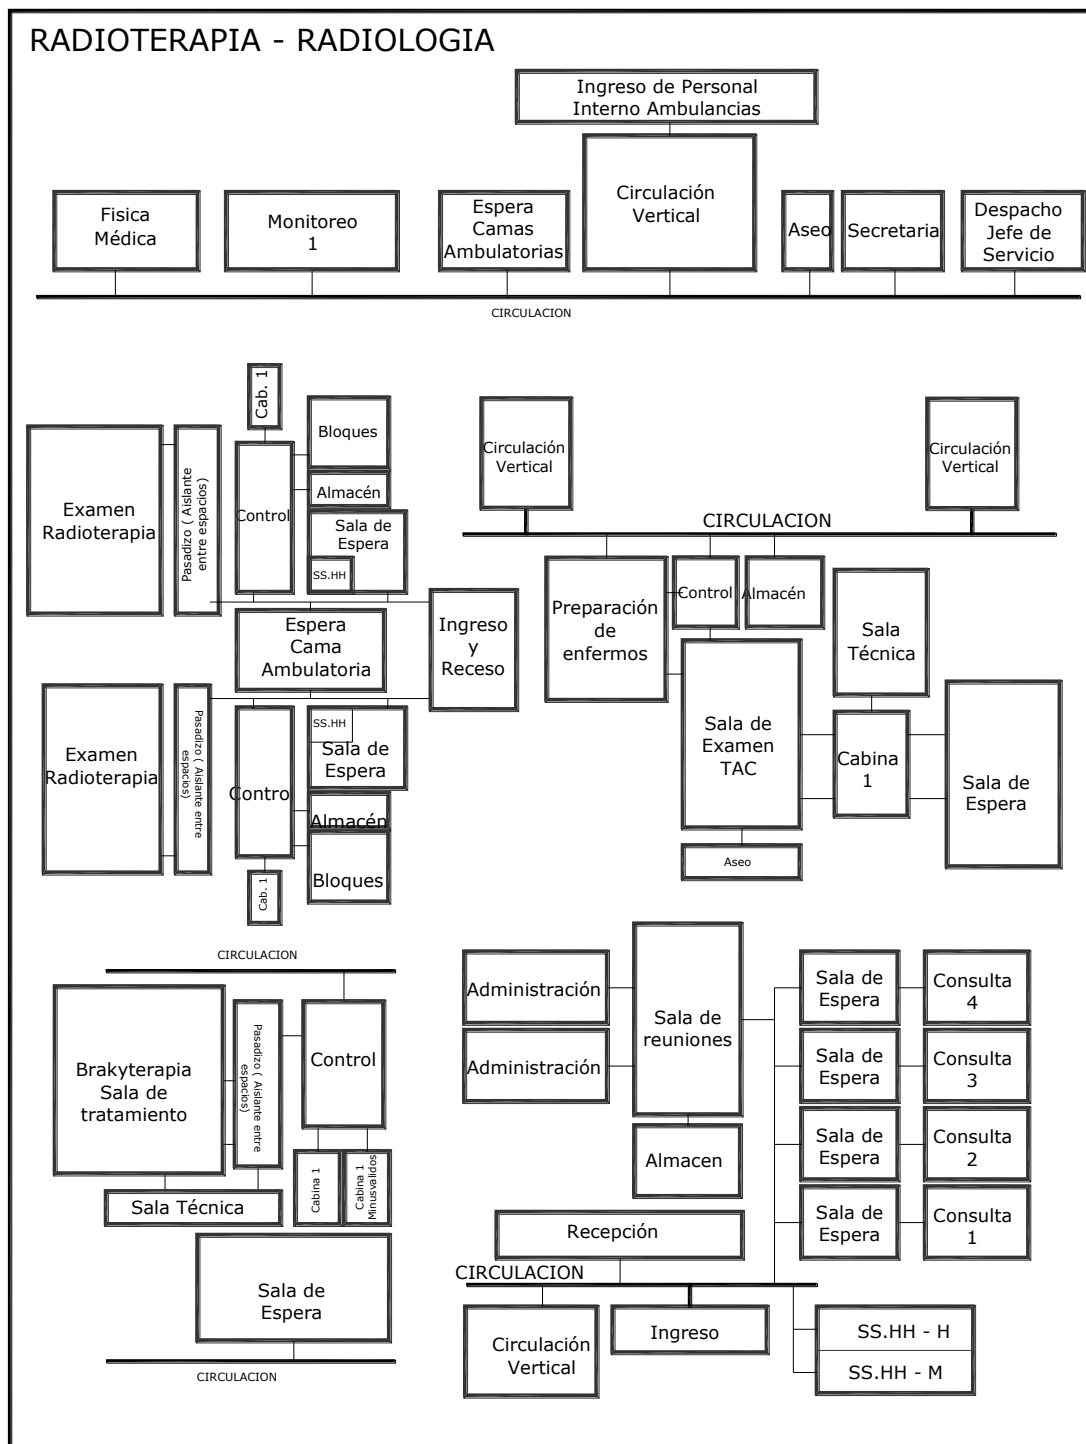 RADIOTERAPIA - RADIOLOGIA
Ingreso de Personal
Interno Ambulancias
Circulación
Vertical
Fisica
Médica
Monitoreo
1
Espera
Camas
Ambulatorias
Aseo
Secretaria
Despacho
Jefe de
Servicio
CIRCULACION
Cab. 1
Bloques
Examen
Radioterapia
Pasadizo ( Aislante
entre espacios)
Control
Almacén
Sala de
Espera
SS.HH
Espera
Cama
Ambulatoria
Ingreso
y
Receso
Examen
Radioterapia
Pasadizo ( Aislante entre
espacios)
Control
SS.HH
Sala de
Espera
Almacén
Bloques
Cab. 1
Circulación
Vertical
Circulación
Vertical
CIRCULACION
Preparación
de
enfermos
Control
Almacén
Sala
Técnica
Sala de
Examen
TAC
Cabina
1
Sala de
Espera
Aseo
CIRCULACION
Brakyterapia
Sala de
tratamiento
Pasadizo ( Aislante entre
espacios)
Control
Cabina 1
Cabina 1
Minusvalidos
Sala Técnica
Sala de
Espera
CIRCULACION
Administración
Administración
Sala de
reuniones
Almacen
Sala de
Espera
Consulta
4
Sala de
Espera
Consulta
3
Sala de
Espera
Consulta
2
Sala de
Espera
Consulta
1
Recepción
CIRCULACION
Circulación
Vertical
Ingreso
SS.HH - H
SS.HH - M